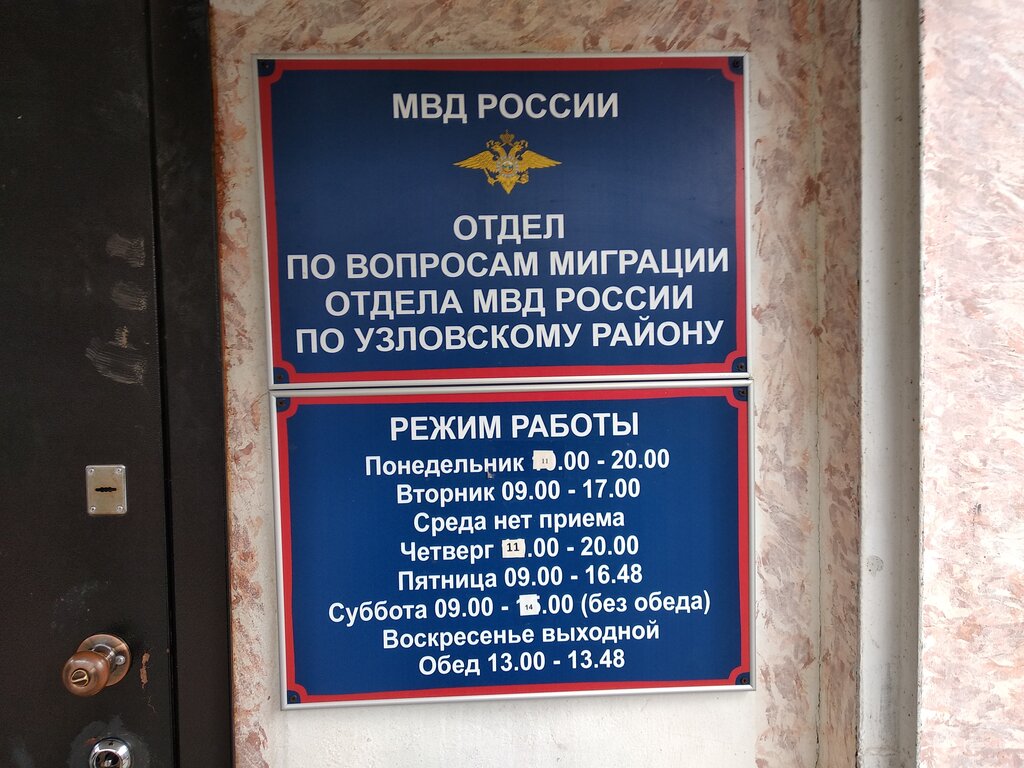 МВД РОССИИ
ОТДЕЛ
ПО ВОПРОСАМ МИГРАЦИИ
ОТДЕЛА МВД РОССИИ
ПО УЗЛОВСКОМУ РАЙОНУ
РЕЖИМ РАБОТЫ
Понедельник 11.00 - 20.00
Вторник 09.00 - 17.00
Среда нет приема
Четверг 11.00 - 20.00
Пятница 09.00 - 16.48
Суббота 09.00 - 14.00 (без обеда)
Воскресенье выходной
Обед 13.00 - 13.48